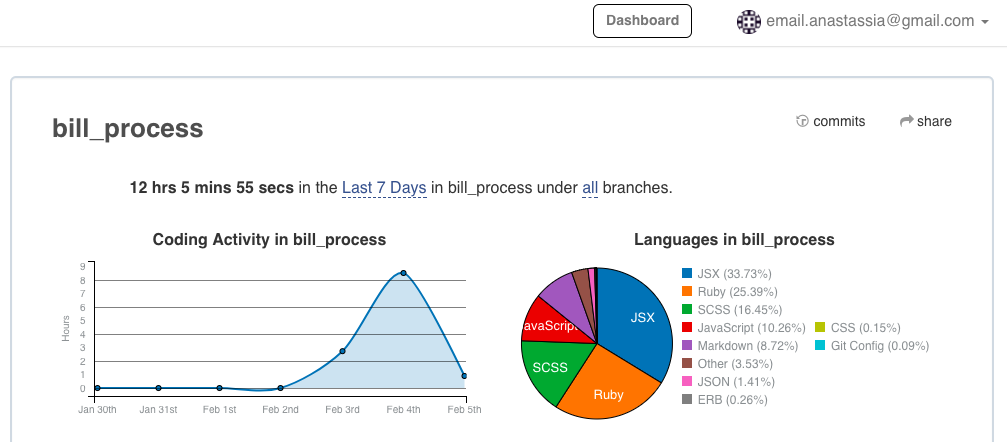 Dashboard
email.anastassia@gmail.com
bill_process
commits
share
12 hrs 5 mins 55 secs in the Last 7 Days in bill_process under all branches.
Coding Activity in bill_process
9
8
7
6
5
4
3
2
1
0
Hours
Jan 30th Jan 31st Feb 1st Feb 2nd Feb 3rd Feb 4th Feb 5th
Languages in bill_process
JSX
Ruby
SCSS
avaScript
JSX (33.73%)
Ruby (25.39%)
SCSS (16.45%)
JavaScript (10.26%)
Markdown (8.72%)
Other (3.53%)
JSON (1.41%)
ERB (0.26%)
CSS (0.15%)
Git Config (0.09%)